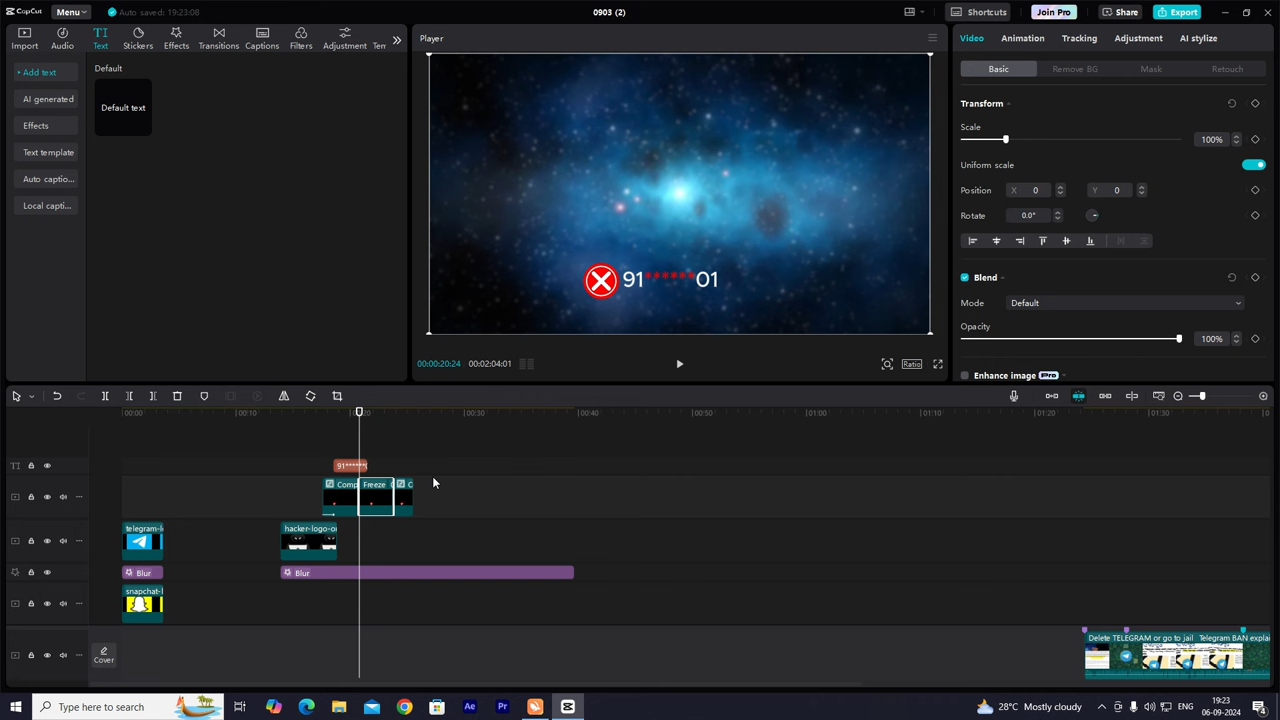 CapCut
Menu
Auto saved: 19:23:08
0903 (2)
Shortcuts
Join Pro
Share
Export
Import
Audio
Text
Stickers
Effects
Transitions
Captions
Filters
Adjustment
Tem
Add text
AI generated
Effects
Text template
Auto captio...
Local capti...
Default
Default text
Player
91******01
00:00:20:24
00:02:04:01
Ratio
Video
Animation
Tracking
Adjustment
AI stylize
Basic
Remove BG
Mask
Retouch
Transform
Scale
100%
Uniform scale
Position
X
0
Y
0
Rotate
0.0°
Blend
Mode
Default
Opacity
100%
Enhance image
Pro
00:00
00:10
00:20
00:30
00:40
00:50
01:00
01:10
01:20
01:30
91******0
Comp
Freeze
C
telegram-l
hacker-logo-o
Blur
Blur
snapchat-l
Cover
Delete TELEGRAM or go to jail
Telegram BAN explai
Type here to search
Ae
Pr
28°C Mostly cloudy
ENG
19:23
06-09-2024